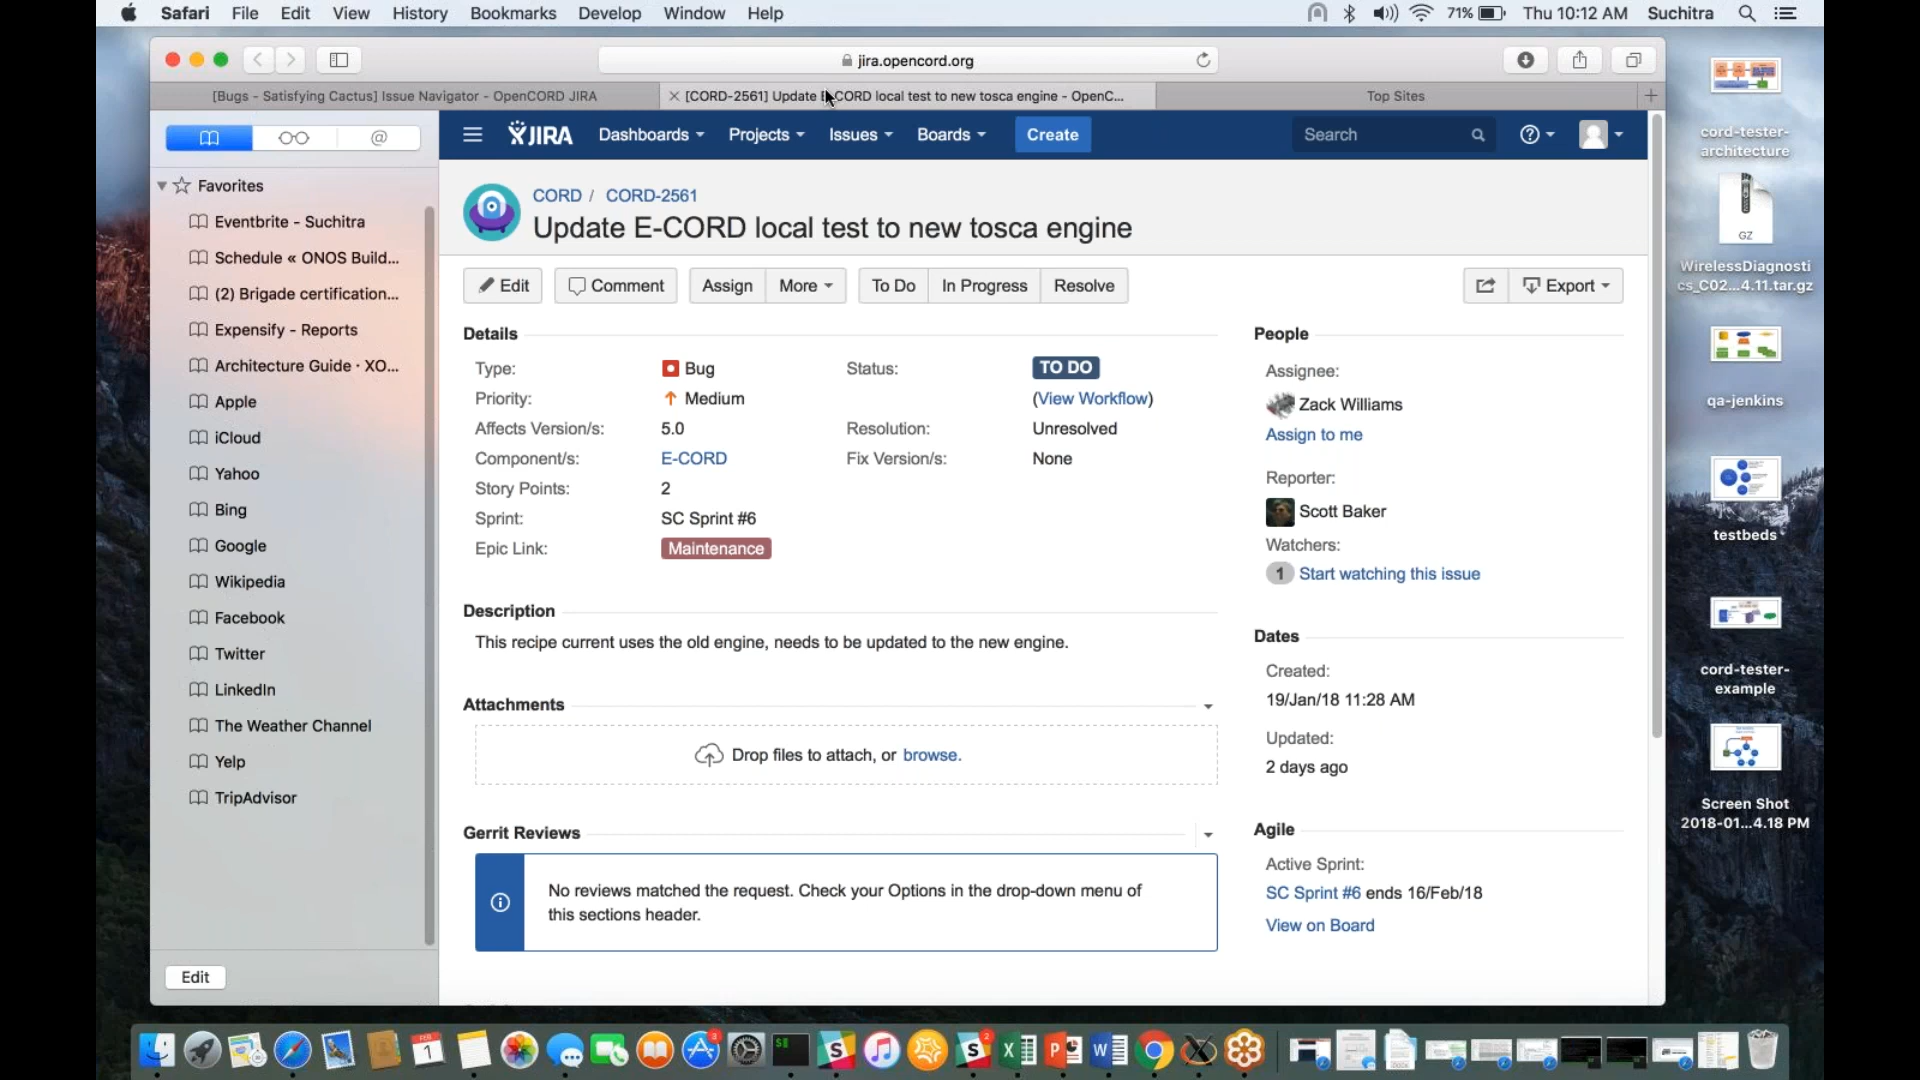 Safari File Edit View History Bookmarks Develop Window Help 71% Thu 10:12 AM Suchitra
jira.opencord.org
[Bugs - Satisfying Cactus] Issue Navigator - OpenCORD JIRA
[CORD-2561] Update E-CORD local test to new tosca engine - OpenC...
Top Sites
@
Favorites
Eventbrite - Suchitra
Schedule « ONOS Build...
(2) Brigade certification...
Expensify - Reports
Architecture Guide · XO...
Apple
iCloud
Yahoo
Bing
Google
Wikipedia
Facebook
Twitter
LinkedIn
The Weather Channel
Yelp
TripAdvisor
Edit
JIRA Dashboards Projects Issues Boards Create Search
CORD / CORD-2561
Update E-CORD local test to new tosca engine
Edit Comment Assign More To Do In Progress Resolve Export
Details
Type: Bug
Status: TO DO
Priority: Medium
(View Workflow)
Affects Version/s: 5.0
Resolution: Unresolved
Component/s: E-CORD
Fix Version/s: None
Story Points: 2
Sprint: SC Sprint #6
Epic Link: Maintenance
Description
This recipe current uses the old engine, needs to be updated to the new engine.
Attachments
Drop files to attach, or browse.
Gerrit Reviews
No reviews matched the request. Check your Options in the drop-down menu of
this sections header.
People
Assignee:
Zack Williams
Assign to me
Reporter:
Scott Baker
Watchers:
1 Start watching this issue
Dates
Created:
19/Jan/18 11:28 AM
Updated:
2 days ago
Agile
Active Sprint:
SC Sprint #6 ends 16/Feb/18
View on Board
cord-tester-
architecture
GZ
WirelessDiagnosti
cs_C02...4.11.tar.gz
qa-jenkins
testbeds
cord-tester-
example
Screen Shot
2018-01...4.18 PM
FEB
1